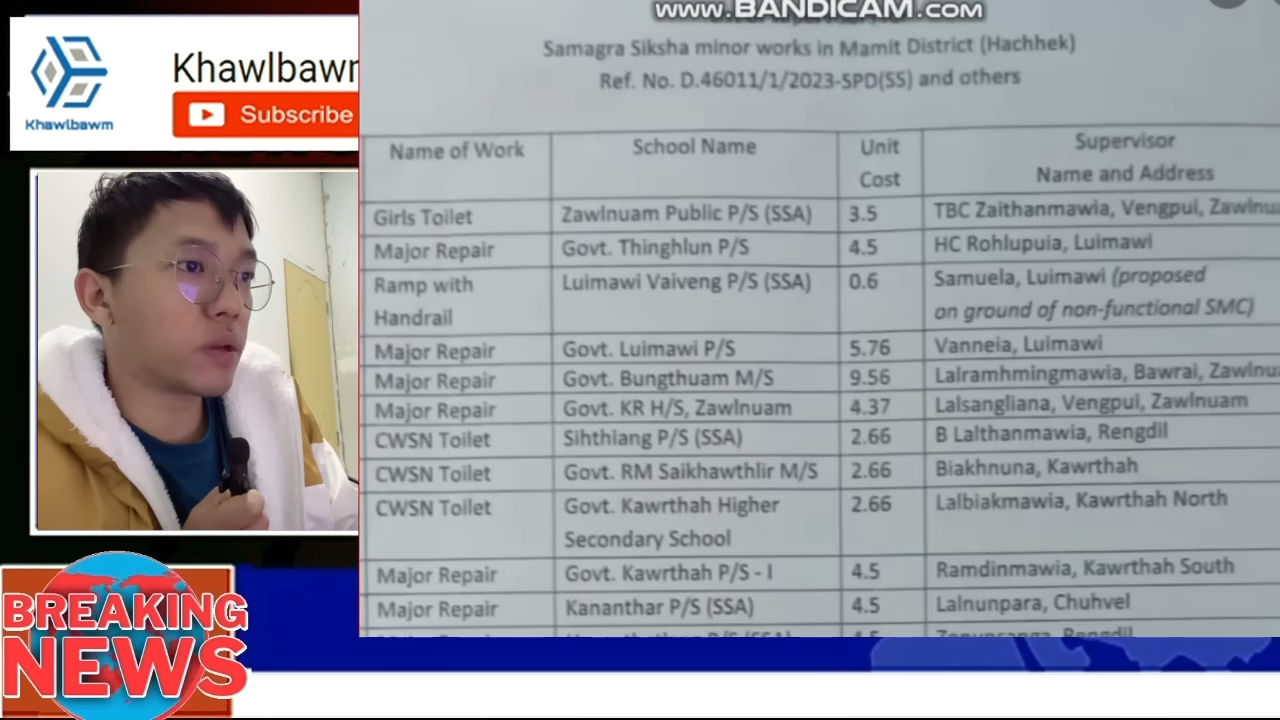 www.BANDICAM.com
Khawlbawm
Khawlbawm
Subscribe
Samagra Siksha minor works in Mamit District (Hachhek)
Ref. No. D.46011/1/2023-SPD(SS) and others
Name of Work School Name Unit Cost Supervisor Name and Address
Girls Toilet Zawlnuam Public P/S (SSA) 3.5 TBC Zaithanmawia, Vengpui,
Major Repair Govt. Thinghlun P/S 4.5 HC Rohlupuia, Luimawi
Ramp with Handrail Luimawi Vaiveng P/S (SSA) 0.6 Samuela, Luimawi (proposed on ground of non-functional SMC)
Major Repair Govt. Luimawi P/S 5.76 Vanneia, Luimawi
Major Repair Govt. Bungthuam M/S 9.56 Lalramhmingmawia, Bawrai,
Major Repair Govt. KR H/S, Zawlnuam 4.37 Lalsangliana, Vengpui, Zawlnuam
CWSN Toilet Sihthiang P/S (SSA) 2.66 B Lalthanmawia, Rengdil
CWSN Toilet Govt. RM Saikhawthlir M/S 2.66 Biakhnuna, Kawrthah
CWSN Toilet Govt. Kawrthah Higher Secondary School 2.66 Lalbiakmawia, Kawrthah North
Major Repair Govt. Kawrthah P/S - I 4.5 Ramdinmawia, Kawrthah South
Major Repair Kananthar P/S (SSA) 4.5 Lalnunpara, Chuhvel
BREAKING
NEWS